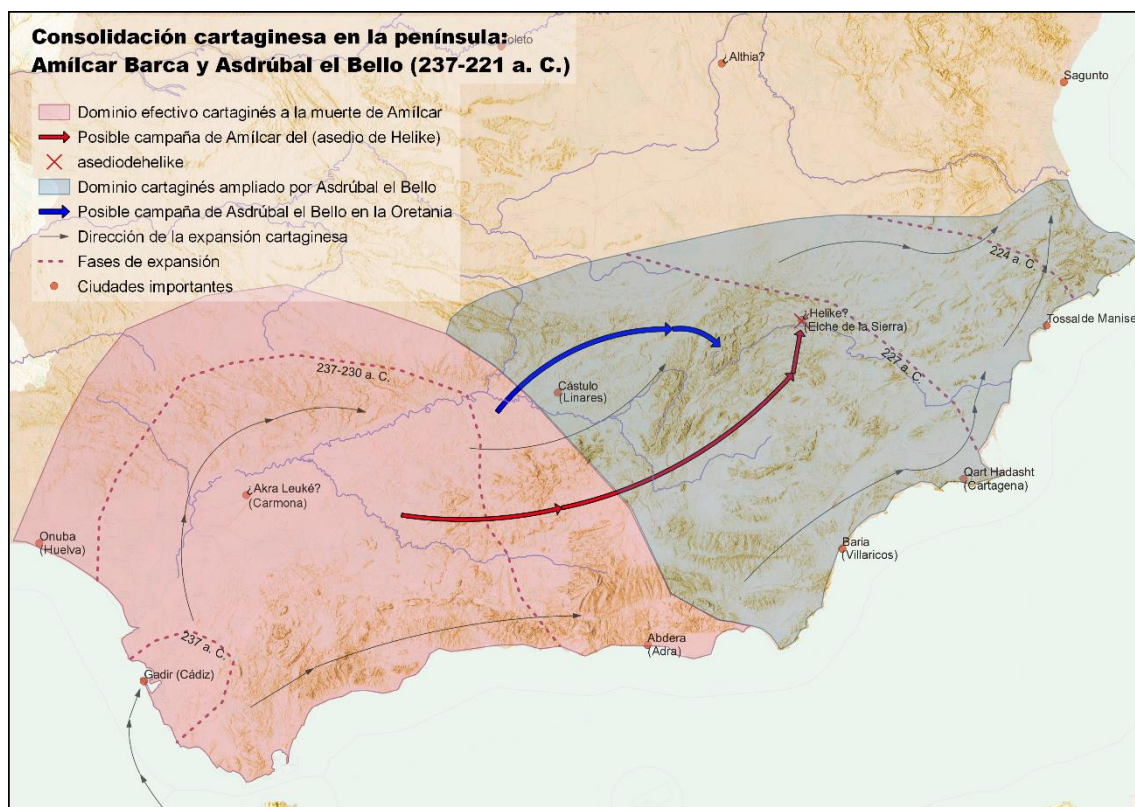 Consolidación cartaginesa en la península:
Amílcar Barca y Asdrúbal el Bello (237-221 a. C.)
Dominio efectivo cartaginés a la muerte de Amílcar
Posible campaña de Amílcar del (asedio de Helike)
asediodehelike
Dominio cartaginés ampliado por Asdrúbal el Bello
Posible campaña de Asdrúbal el Bello en la Oretania
Dirección de la expansión cartaginesa
Fases de expansión
Ciudades importantes
oleto
¿Althia?
Sagunto
224 a. C.
¿Helike?
(Elche de la Sierra)
Tossal de Manises
227 a. C.
237-230 a. C.
Cástulo
(Linares)
¿Akra Leuké?
(Carmona)
Qart Hadasht
(Cartagena)
Onuba
(Huelva)
Baria
(Villaricos)
237 a. C.
Abdera
(Adra)
Gadir (Cádiz)